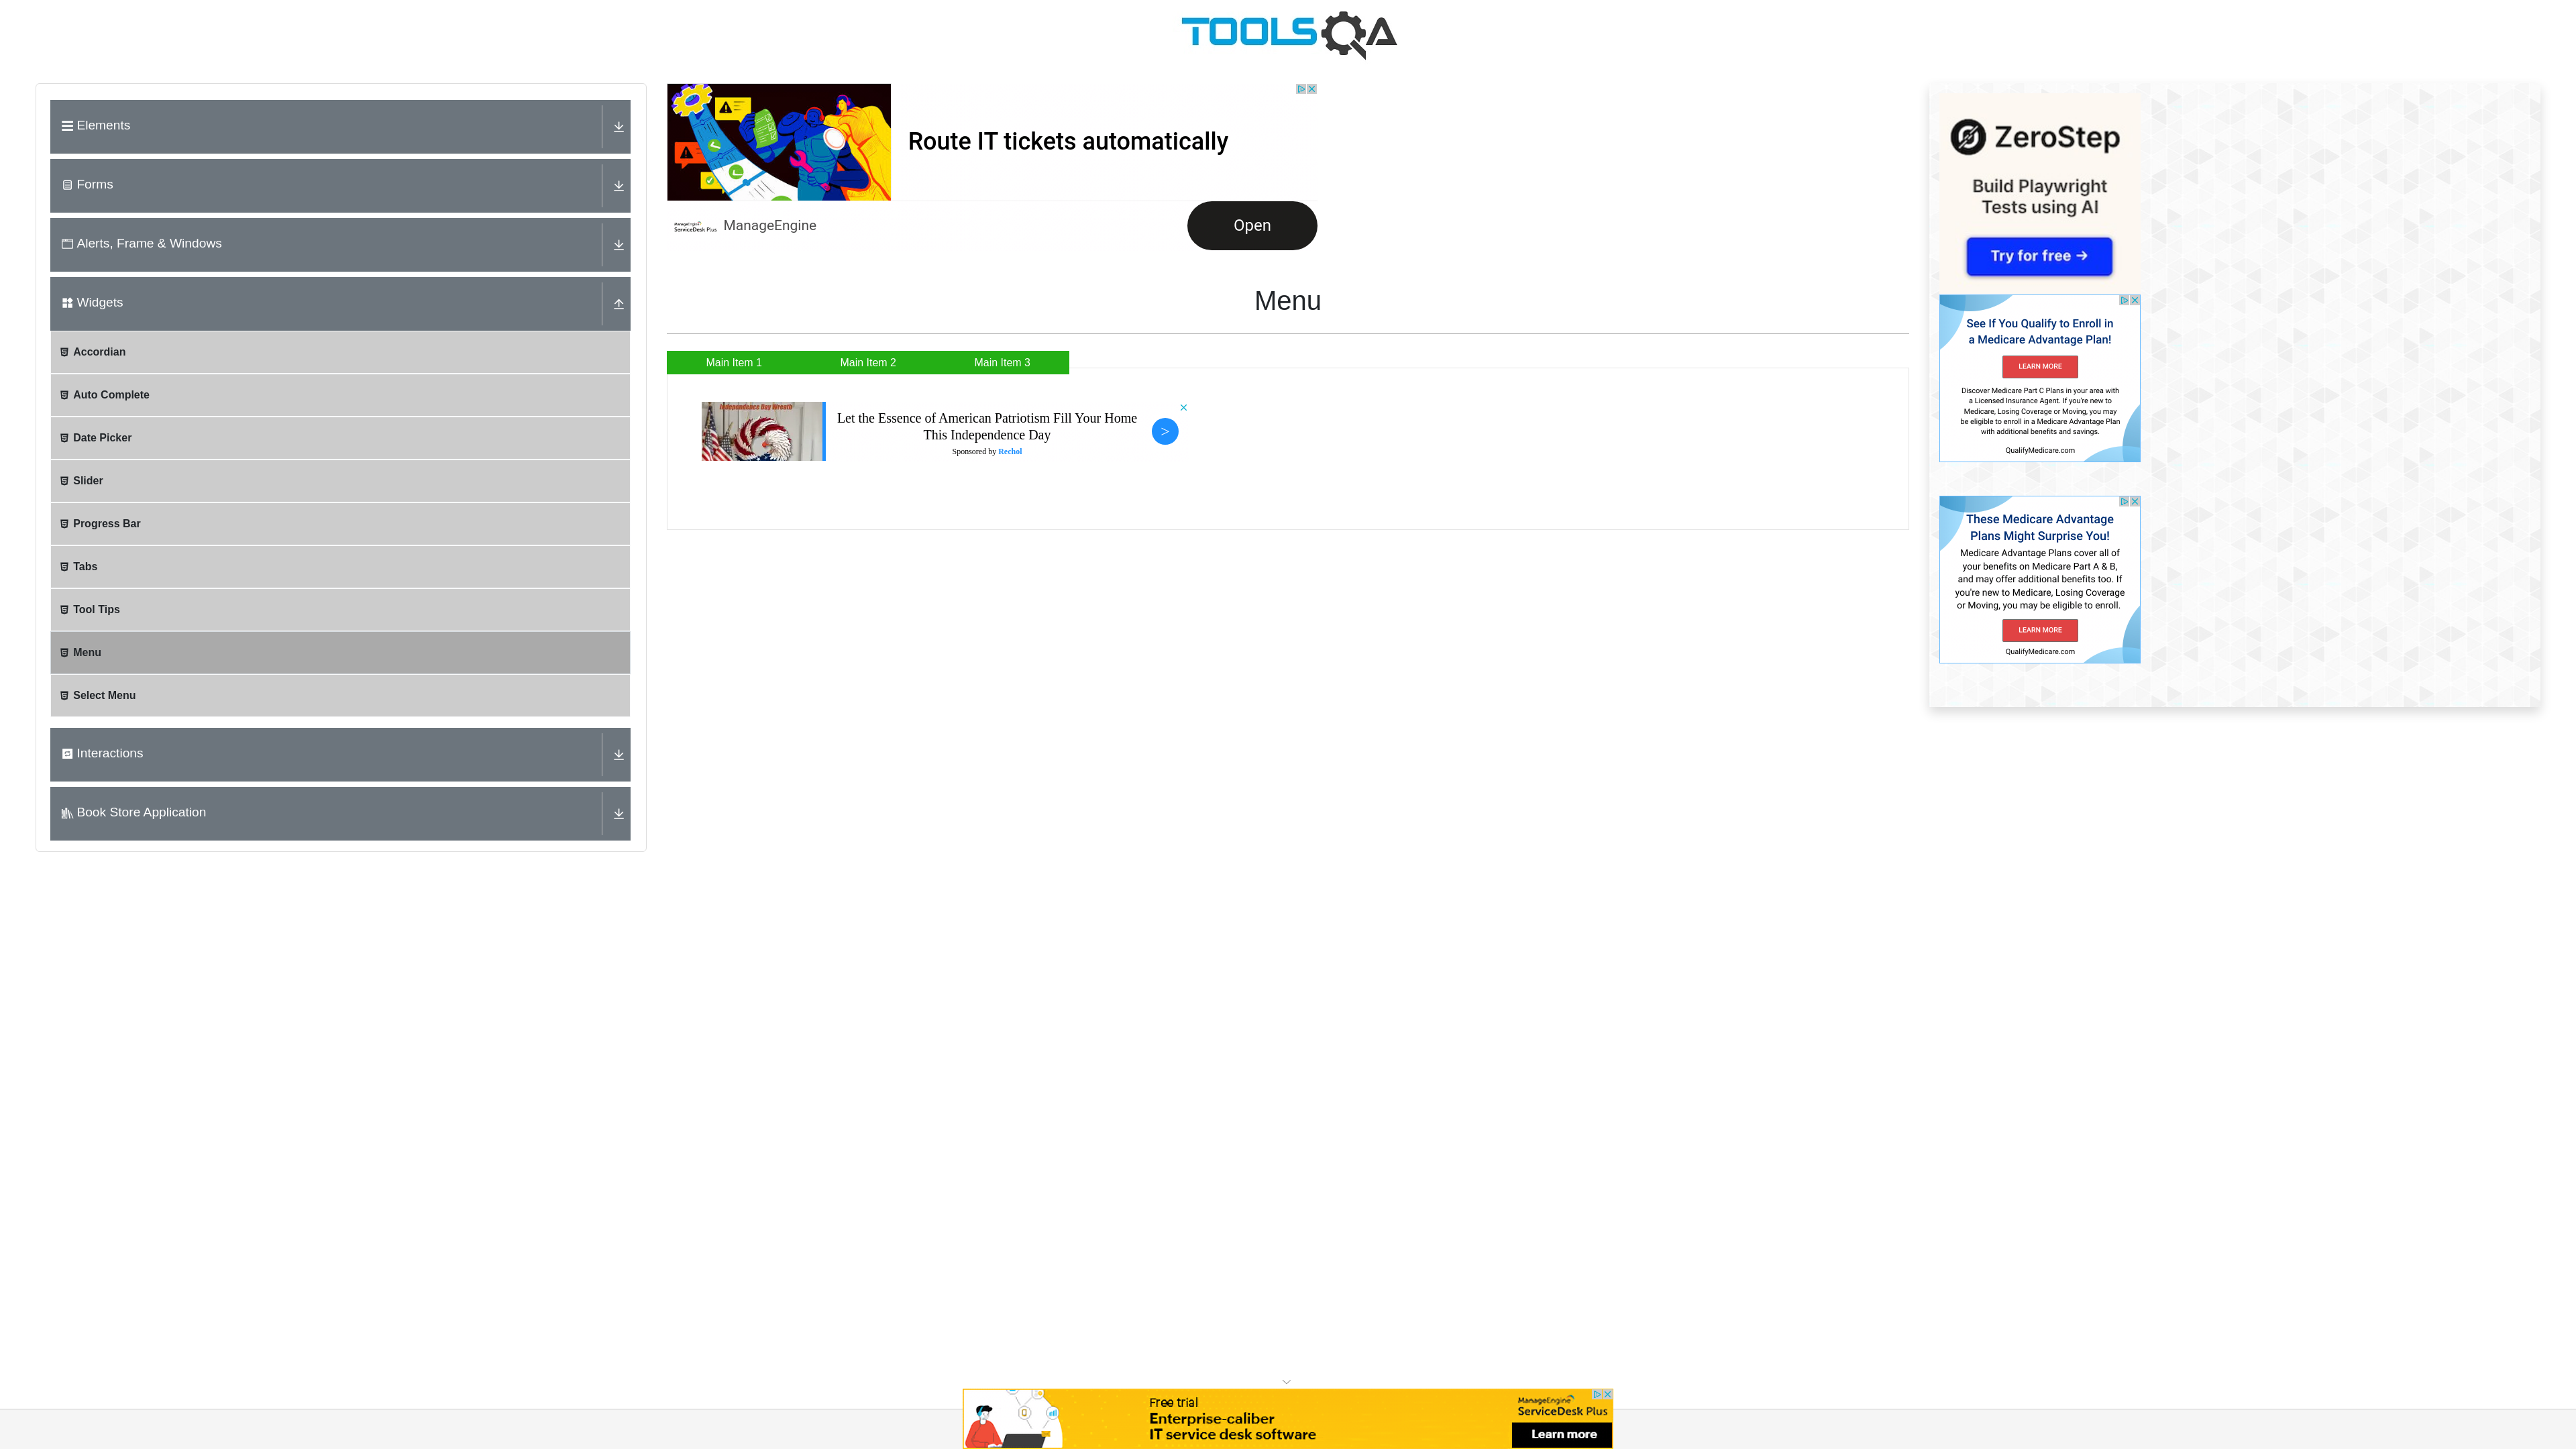 TOOLSQA
Elements
Forms
Alerts, Frame & Windows
Widgets
Accordian
Auto Complete
Date Picker
Slider
Progress Bar
Tabs
Tool Tips
Menu
Select Menu
Interactions
Book Store Application
Route IT tickets automatically
ManageEngine
ServiceDesk Plus
ManageEngine
Open
Menu
Main Item 1
Main Item 2
Main Item 3
Independence Day Wreath
Let the Essence of American Patriotism Fill Your Home
This Independence Day
Sponsored by Rechol
>
ZeroStep
Build Playwright
Tests using AI
Try for free →
See If You Qualify to Enroll in
a Medicare Advantage Plan!
LEARN MORE
Discover Medicare Part C Plans in your area with
a Licensed Insurance Agent. If you're new to
Medicare, Losing Coverage or Moving, you may
be eligible to enroll in a Medicare Advantage Plan
with additional benefits and savings.
QualifyMedicare.com
These Medicare Advantage
Plans Might Surprise You!
Medicare Advantage Plans cover all of
your benefits on Medicare Part A & B,
and may offer additional benefits too. If
you're new to Medicare, Losing Coverage
or Moving, you may be eligible to enroll.
LEARN MORE
QualifyMedicare.com
Free trial
Enterprise-caliber
IT service desk software
ManageEngine
ServiceDesk Plus
Learn more